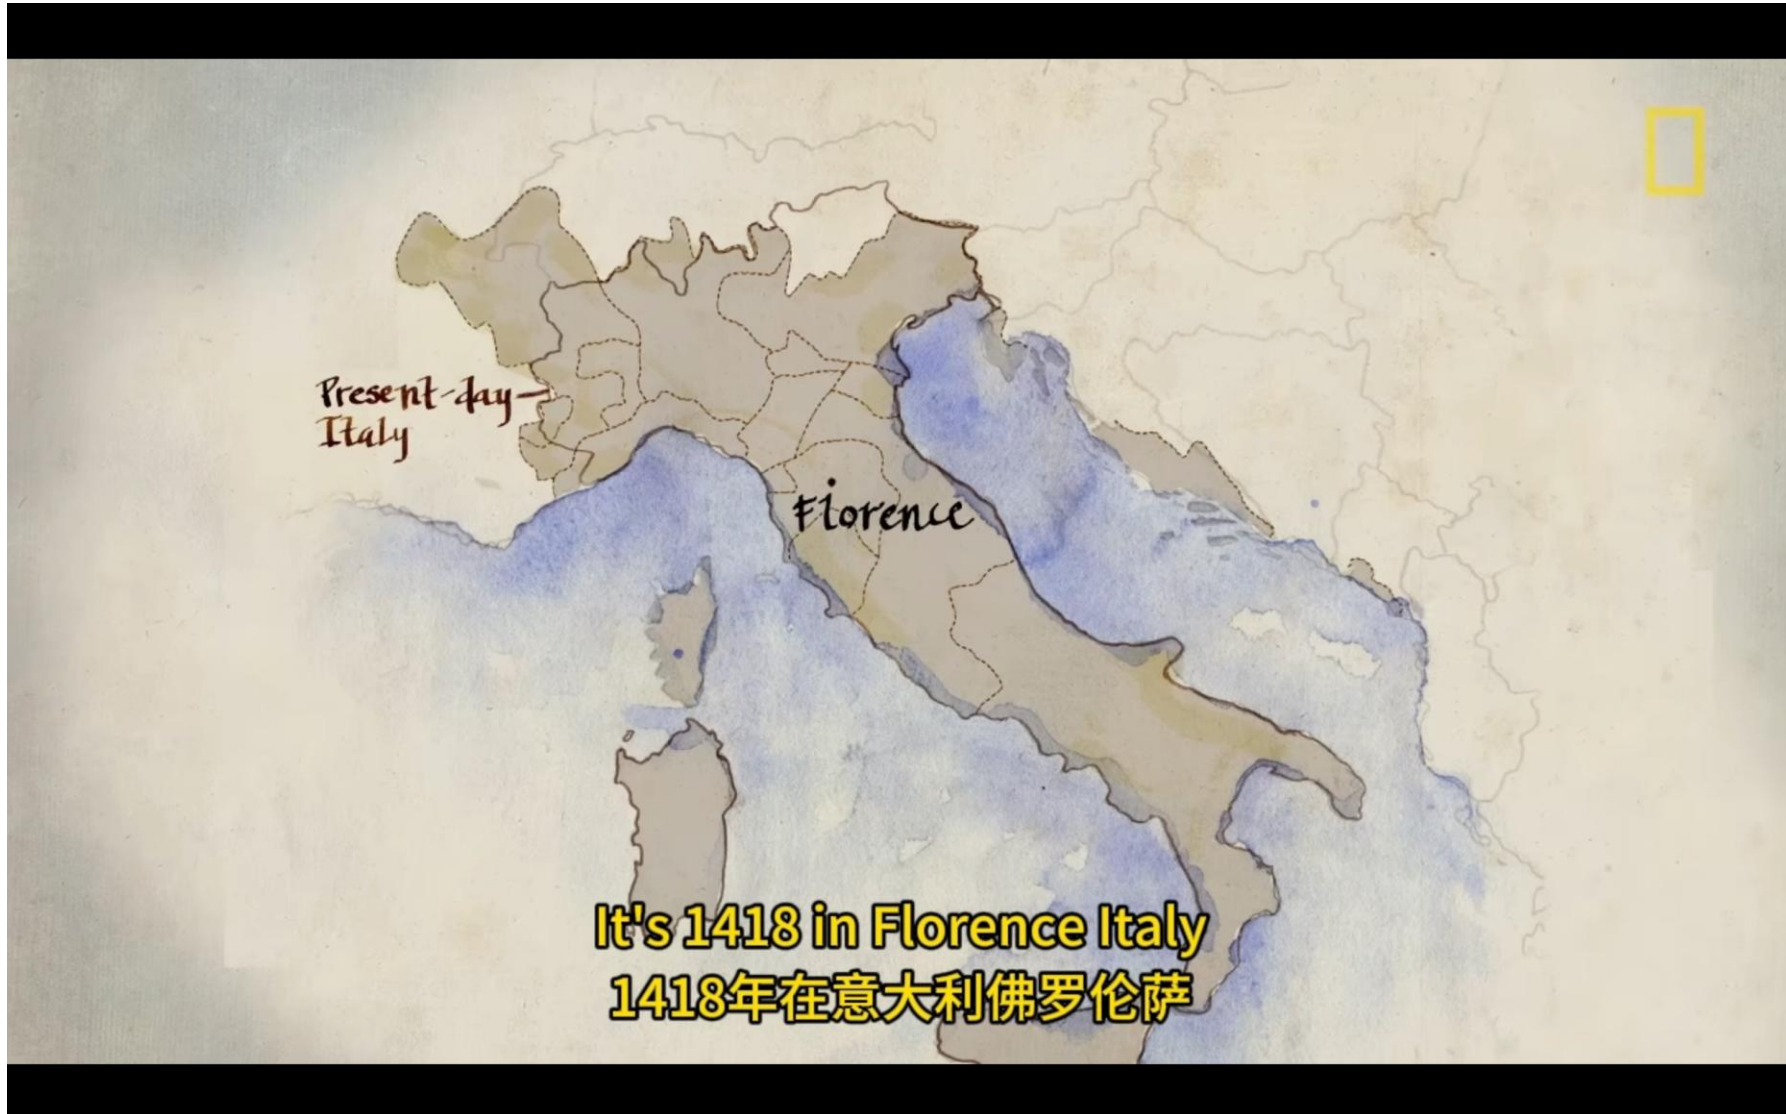 Present-day
Italy
Florence
It's 1418 in Florence Italy
1418年在意大利佛罗伦萨